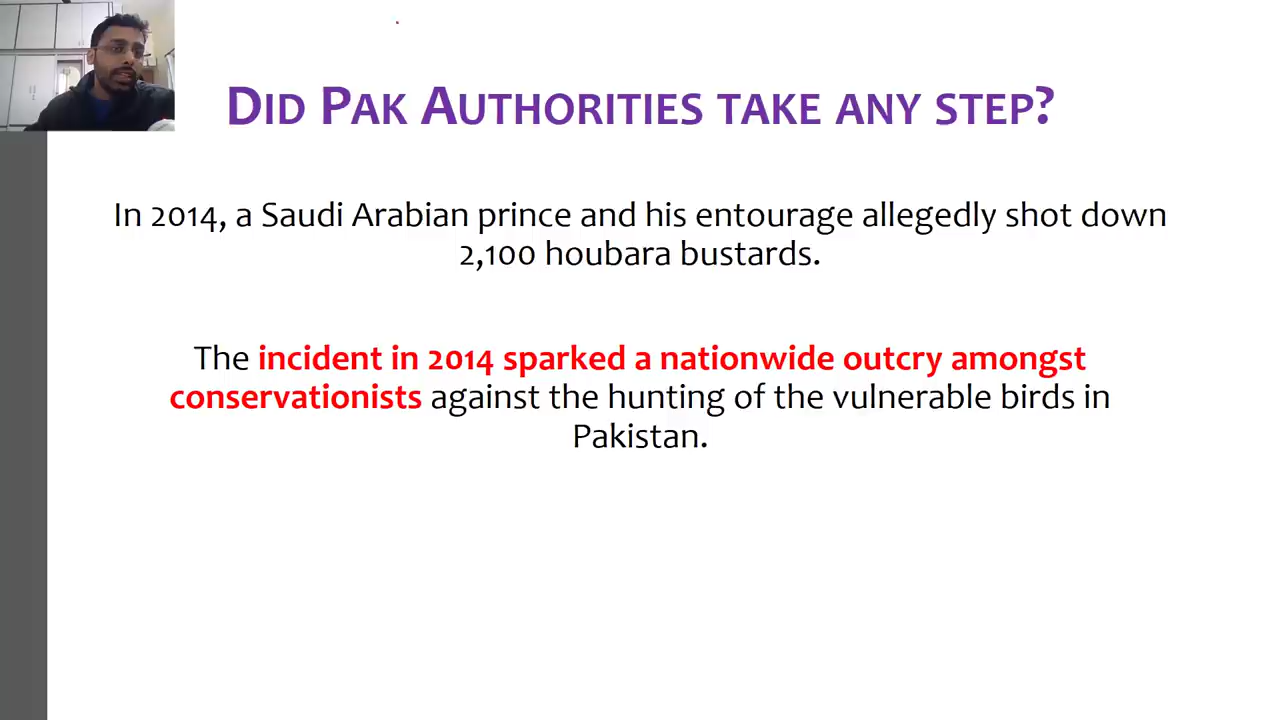 DID PAK AUTHORITIES TAKE ANY STEP?
In 2014, a Saudi Arabian prince and his entourage allegedly shot down
2,100 houbara bustards.
The incident in 2014 sparked a nationwide outcry amongst
conservationists against the hunting of the vulnerable birds in
Pakistan.